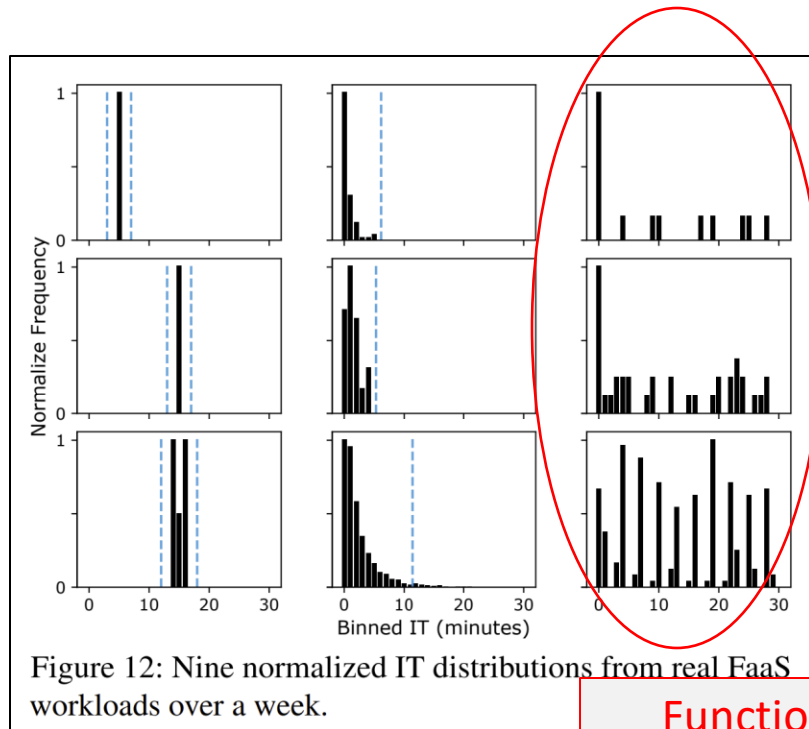 1
0
1
0
1
0
Normalize Frequency
0 10 20 30 0 10 20 30 0 10 20 30
Binned IT (minutes)
Figure 12: Nine normalized IT distributions from real FaaS
workloads over a week.
Functio